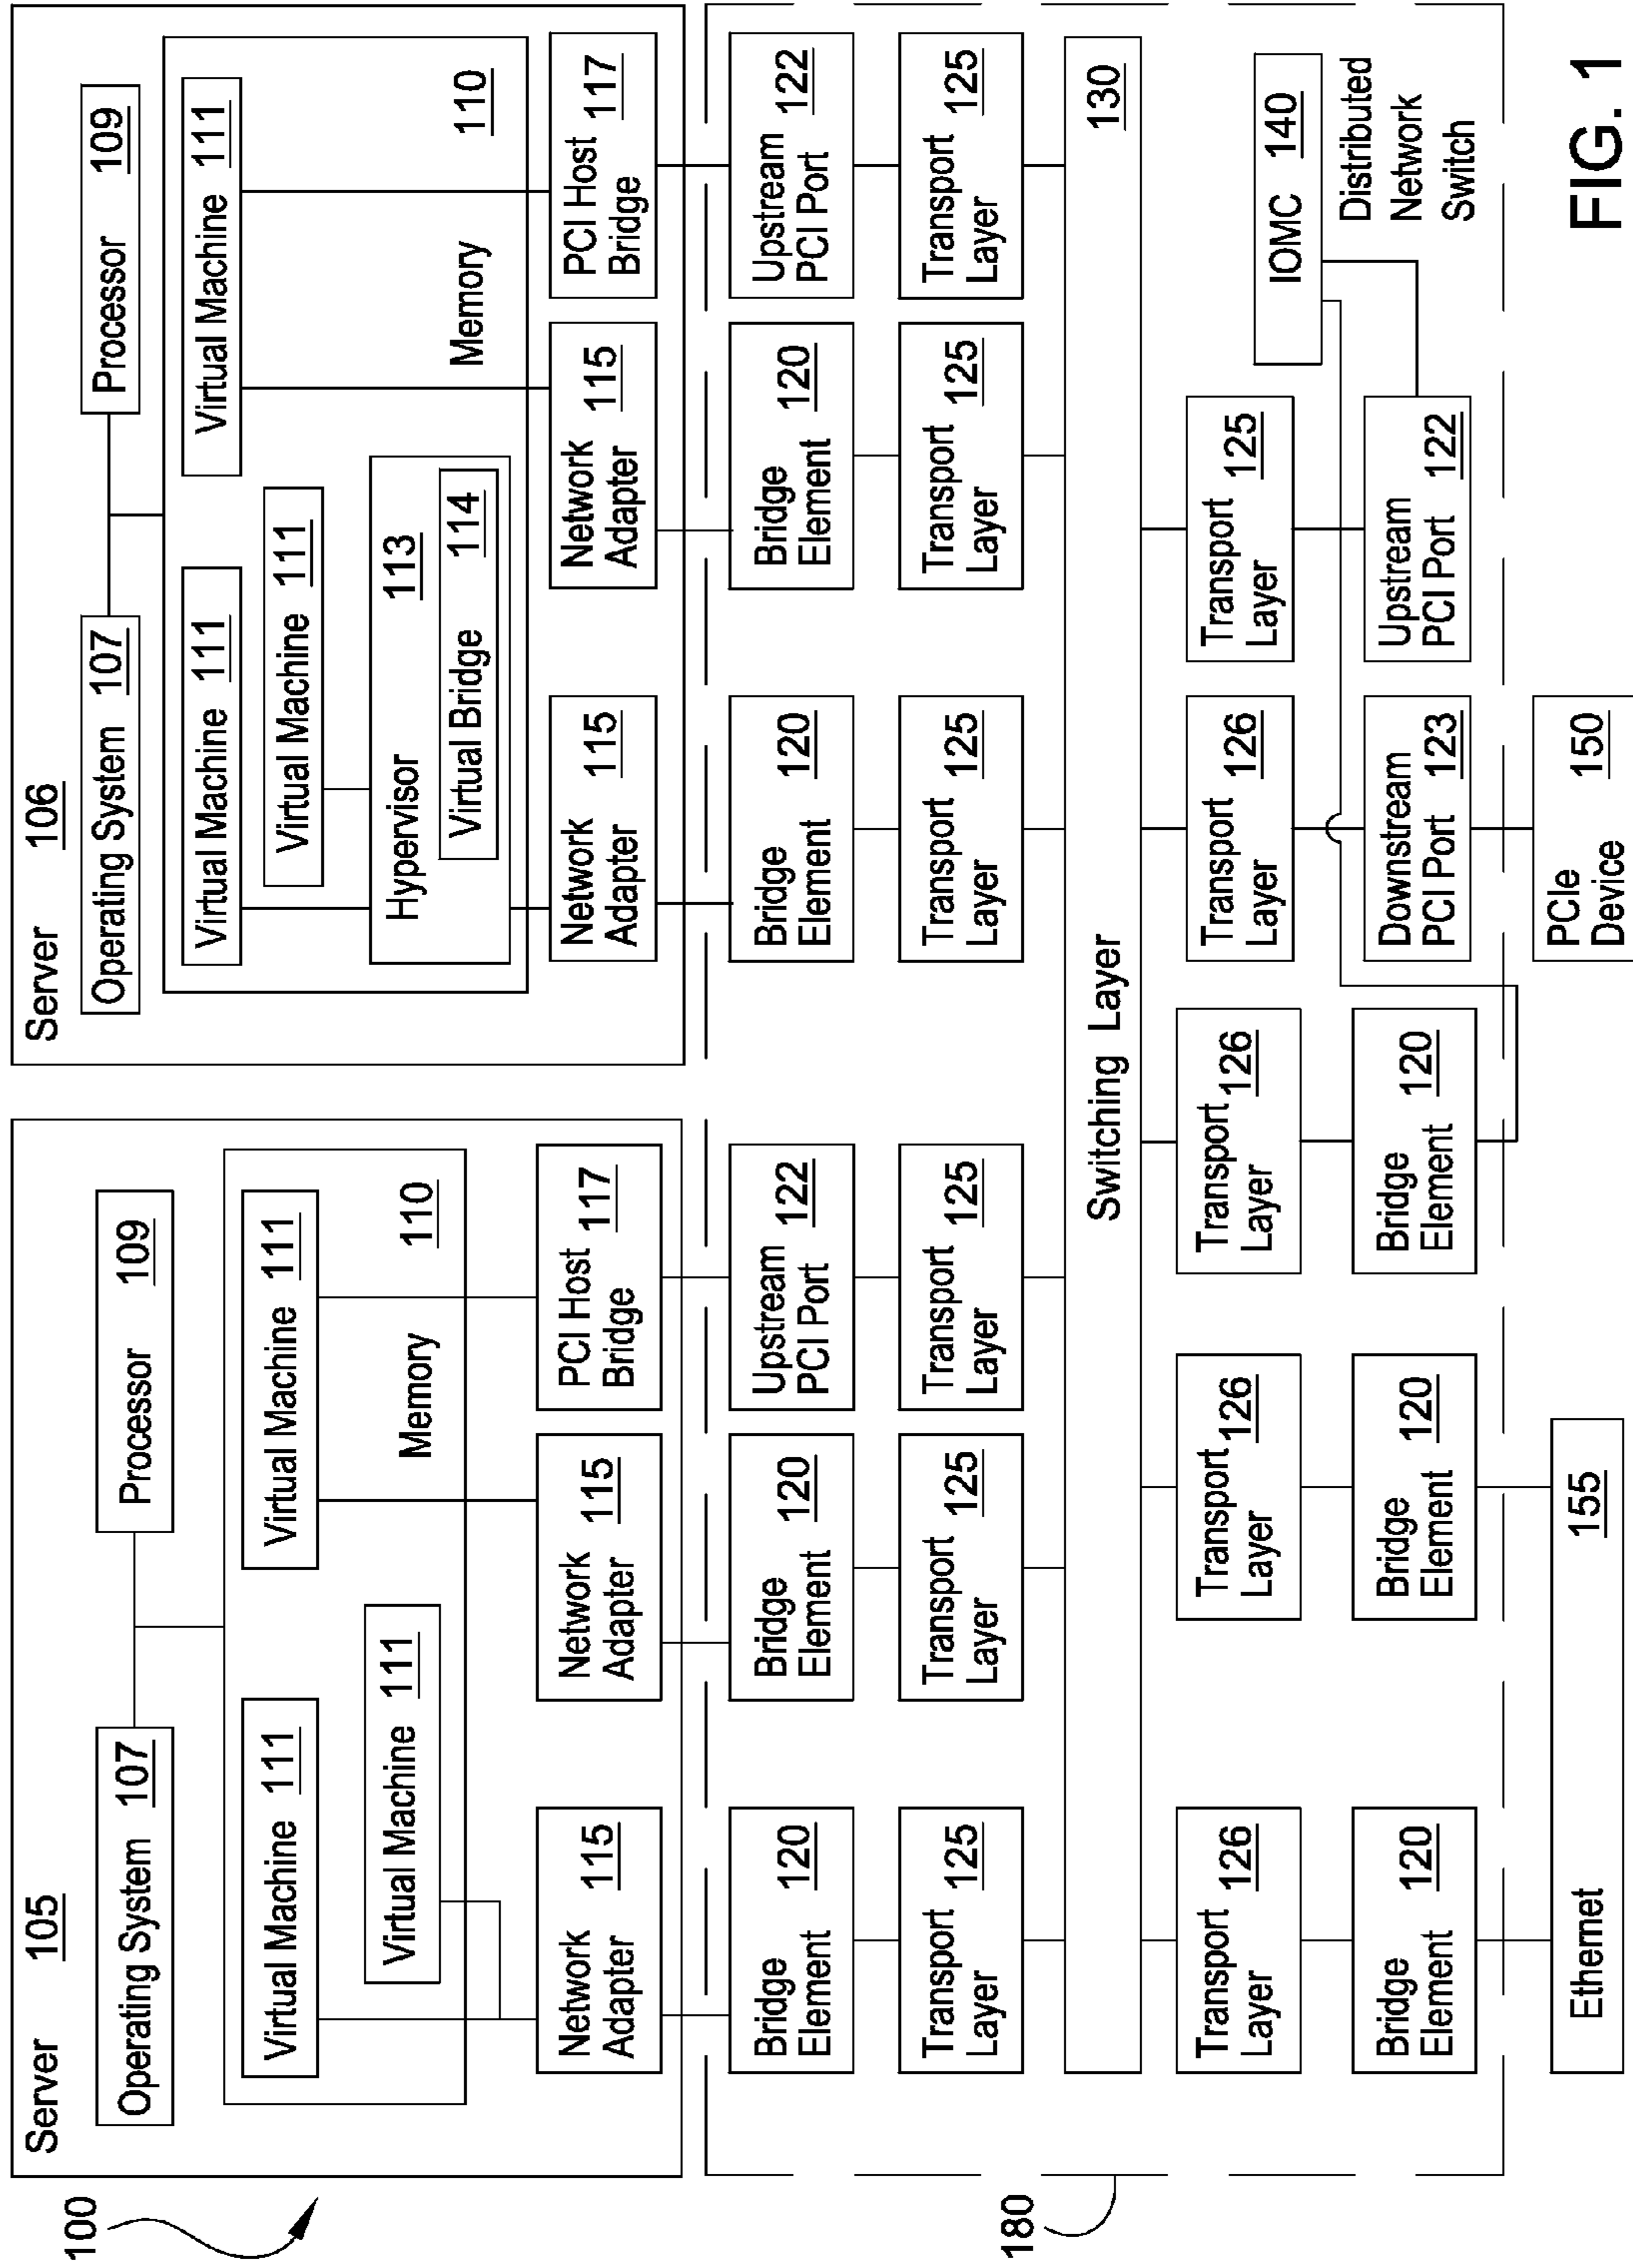 100
Server 105
Operating System 107
Processor 109
Virtual Machine 111
Virtual Machine 111
Virtual Machine 111
Memory 110
Network
Adapter 115
Network
Adapter 115
PCI Host
Bridge 117
Server 106
Operating System 107
Processor 109
Virtual Machine 111
Virtual Machine 111
Virtual Machine 111
Hypervisor 113
Virtual Bridge 114
Memory 110
Network
Adapter 115
Network
Adapter 115
PCI Host
Bridge 117
180
Bridge
Element 120
Bridge
Element 120
Upstream
PCI Port 122
Bridge
Element 120
Bridge
Element 120
Upstream
PCI Port 122
Transport
Layer 125
Transport
Layer 125
Transport
Layer 125
Transport
Layer 125
Transport
Layer 125
Transport
Layer 125
Switching Layer 130
Transport
Layer 126
Transport
Layer 126
Transport
Layer 126
Transport
Layer 126
Transport
Layer 125
IOMC 140
Bridge
Element 120
Bridge
Element 120
Bridge
Element 120
Downstream
PCI Port 123
Upstream
PCI Port 122
Distributed
Network
Switch
Ethernet 155
PCIe
Device 150
FIG. 1